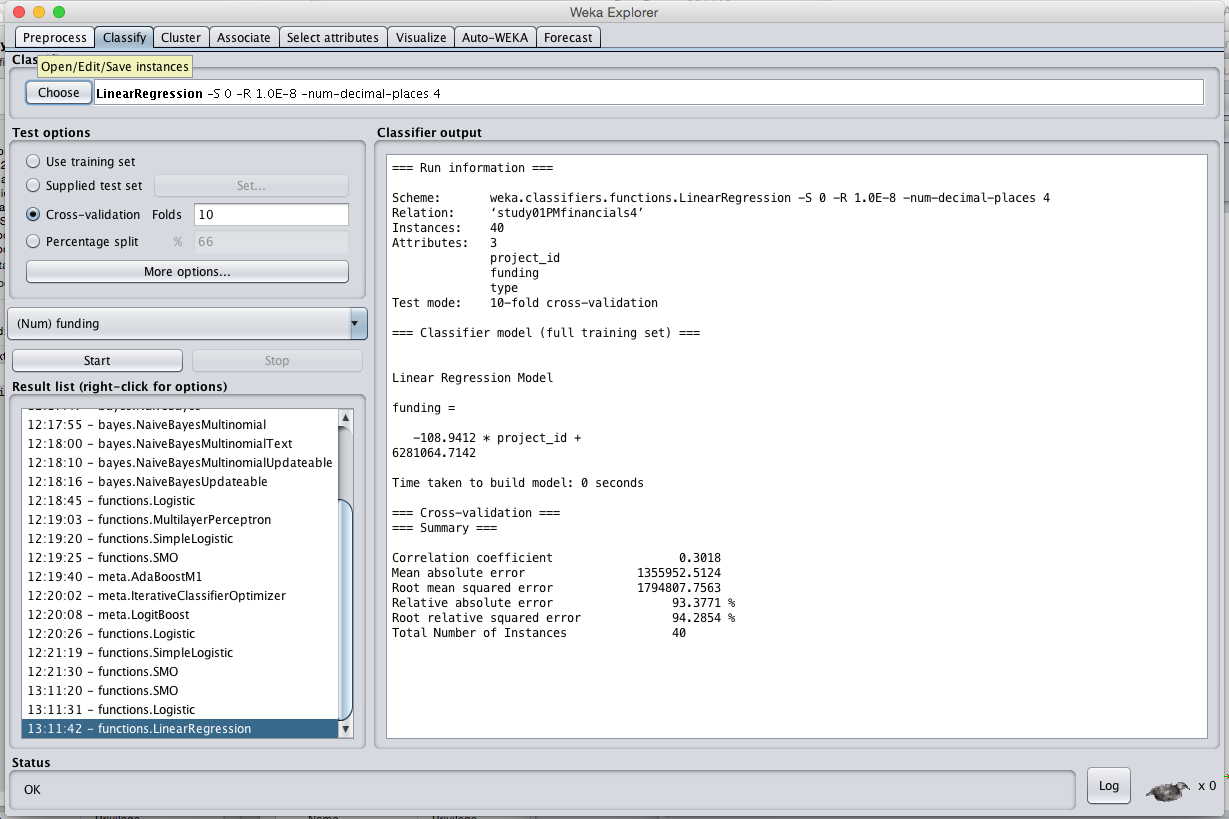 Weka Explorer
Preprocess Classify Cluster Associate Select attributes Visualize Auto-WEKA Forecast
Open/Edit/Save instances
Choose LinearRegression -S 0 -R 1.0E-8 -num-decimal-places 4
Test options
Use training set
Supplied test set Set...
Cross-validation Folds 10
Percentage split % 66
More options...
(Num) funding
Start Stop
Result list (right-click for options)
12:17:55 - bayes.NaiveBayesMultinomial
12:18:00 - bayes.NaiveBayesMultinomialText
12:18:10 - bayes.NaiveBayesMultinomialUpdateable
12:18:16 - bayes.NaiveBayesUpdateable
12:18:45 - functions.Logistic
12:19:03 - functions.MultilayerPerceptron
12:19:20 - functions.SimpleLogistic
12:19:25 - functions.SMO
12:19:40 - meta.AdaBoostM1
12:20:02 - meta.IterativeClassifierOptimizer
12:20:08 - meta.LogitBoost
12:20:26 - functions.Logistic
12:21:19 - functions.SimpleLogistic
12:21:30 - functions.SMO
13:11:20 - functions.SMO
13:11:31 - functions.Logistic
13:11:42 - functions.LinearRegression
Classifier output
=== Run information ===
Scheme: weka.classifiers.functions.LinearRegression -S 0 -R 1.0E-8 -num-decimal-places 4
Relation: 'study01PMfinancials4'
Instances: 40
Attributes: 3
project_id
funding
type
Test mode: 10-fold cross-validation
=== Classifier model (full training set) ===
Linear Regression Model
funding =
-108.9412 * project_id +
6281064.7142
Time taken to build model: 0 seconds
=== Cross-validation ===
=== Summary ===
Correlation coefficient 0.3018
Mean absolute error 1355952.5124
Root mean squared error 1794807.7563
Relative absolute error 93.3771 %
Root relative squared error 94.2854 %
Total Number of Instances 40
Status
OK
Log x 0